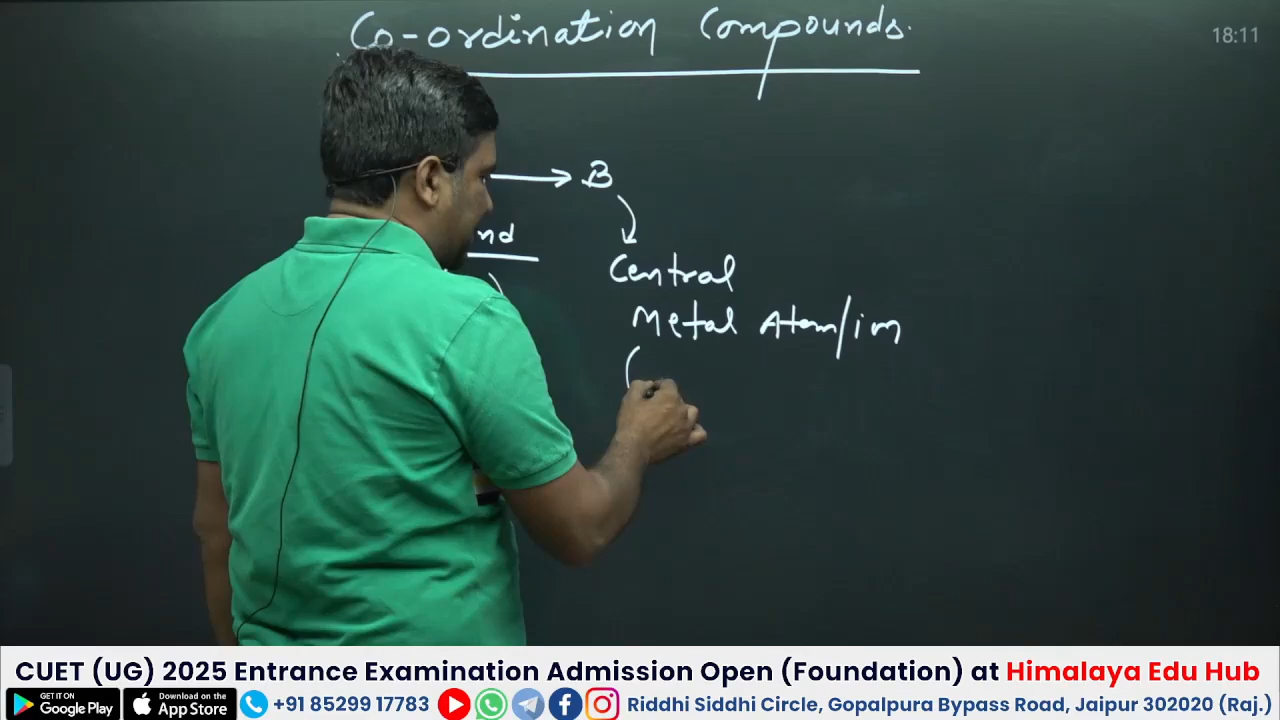 Co-ordination Compounds.
18:11
→ B
nd
Central
Metal Atom/ion
(
CUET (UG) 2025 Entrance Examination Admission Open (Foundation) at Himalaya Edu Hub
GET IT ON Google Play Download on the App Store +91 85299 17783 Riddhi Siddhi Circle, Gopalpura Bypass Road, Jaipur 302020 (Raj.)